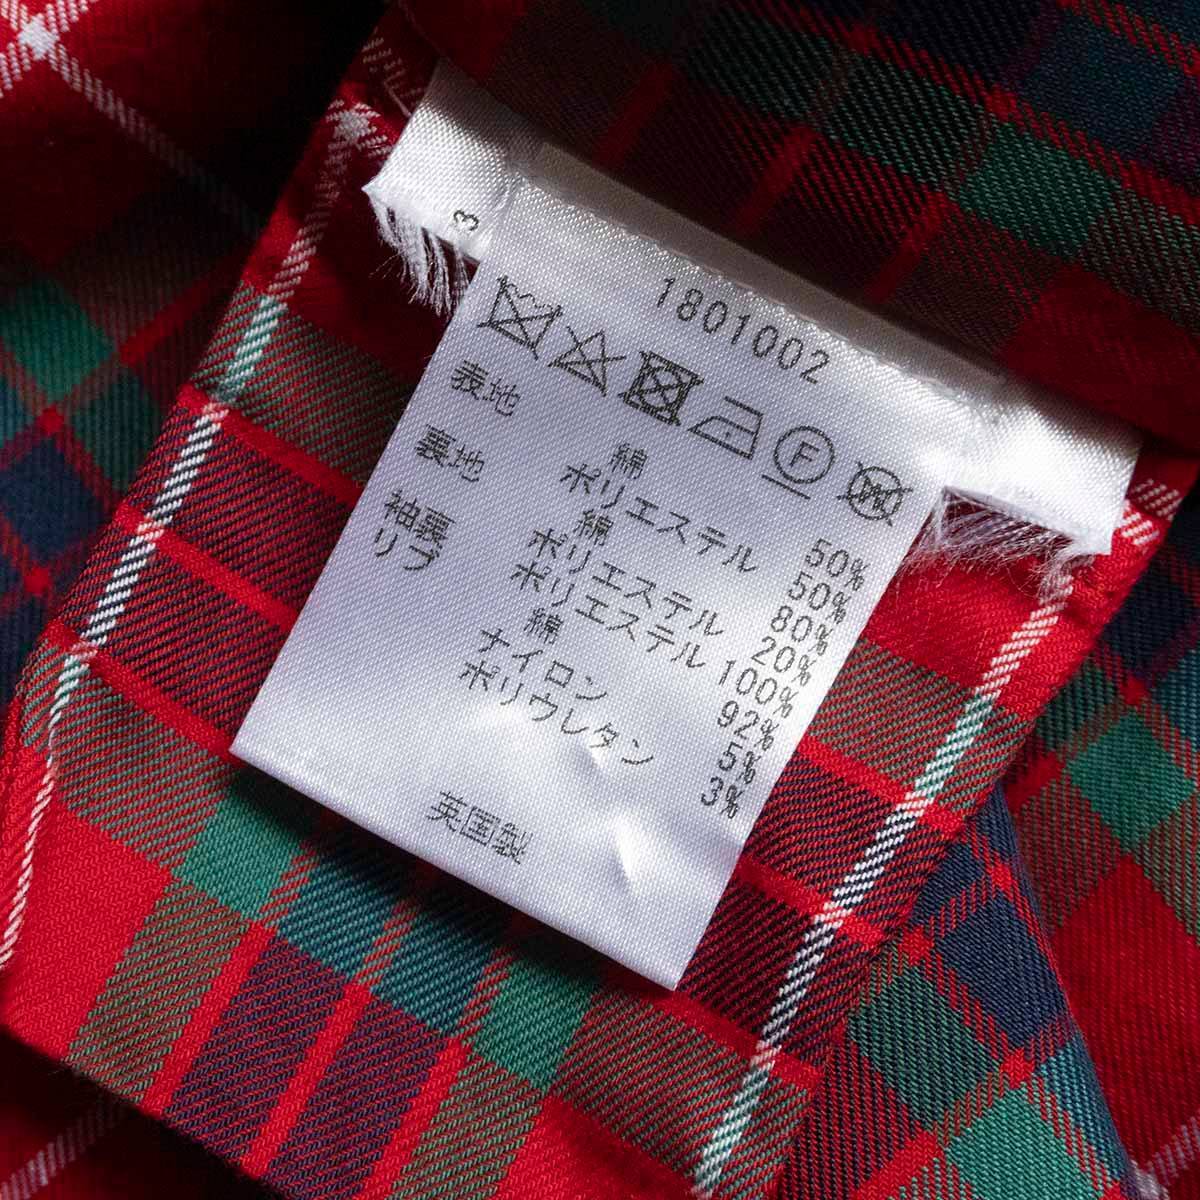 3
1801002
F
表地 綿 50%
ポリエステル 50%
裏地 綿 80%
ポリエステル 20%
袖裏 ポリエステル 100%
リブ 綿 92%
ナイロン 5%
ポリウレタン 3%
英国製